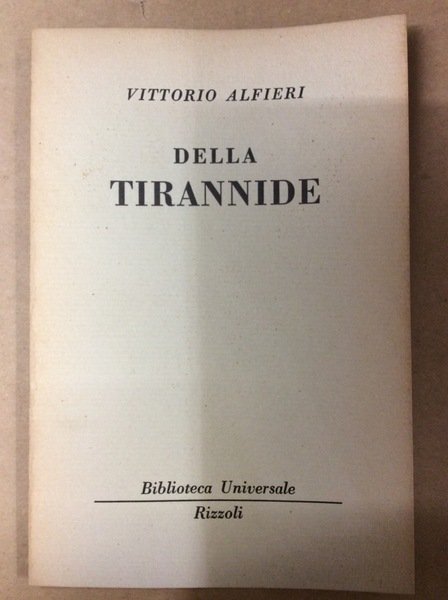 VITTORIO ALFIERI
DELLA
TIRANNIDE
Biblioteca Universale
Rizzoli